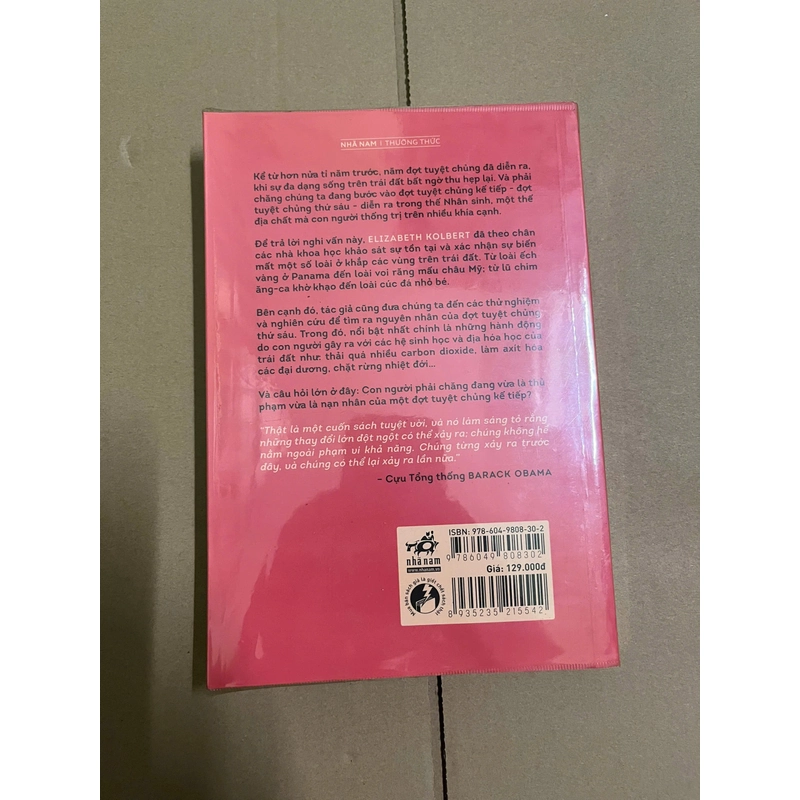 NHÃ NAM | THƯỜNG THỨC
Kể từ hơn nửa tỉ năm trước, năm đợt tuyệt chủng đã diễn ra,
khi sự đa dạng sống trên trái đất bất ngờ thu hẹp lại. Và phải
chăng chúng ta đang bước vào đợt tuyệt chủng kế tiếp - đợt
tuyệt chủng thứ sáu - diễn ra trong thế Nhân sinh, một thế
địa chất mà con người thống trị trên nhiều khía cạnh.
Để trả lời nghi vấn này, ELIZABETH KOLBERT đã theo chân
các nhà khoa học khảo sát sự tồn tại và xác nhận sự biến
mất một số loài ở khắp các vùng trên trái đất. Từ loài ếch
vàng ở Panama đến loài voi răng mấu châu Mỹ; từ lũ chim
ăng-ca khờ khạo đến loài cúc đá nhỏ bé.
Bên cạnh đó, tác giả cũng đưa chúng ta đến các thử nghiệm
và nghiên cứu để tìm ra nguyên nhân của đợt tuyệt chủng
thứ sáu. Trong đó, nổi bật nhất chính là những hành động
do con người gây ra với các hệ sinh học và địa hóa học của
trái đất như: thải quá nhiều carbon dioxide, làm axit hóa
các đại dương, chặt rừng nhiệt đới...
Và câu hỏi lớn ở đây: Con người phải chăng đang vừa là thủ
phạm vừa là nạn nhân của một đợt tuyệt chủng kế tiếp?
"Thật là một cuốn sách tuyệt vời, và nó làm sáng tỏ rằng
những thay đổi lớn đột ngột có thể xảy ra; chúng không hề
nằm ngoài phạm vi khả năng. Chúng từng xảy ra trước
đây, và chúng có thể lại xảy ra lần nữa."
- Cựu Tổng thống BARACK OBAMA
ISBN: 978-604-9808-30-2
9 786049 808302
nhã nam
www.nhanam.vn
Giá: 129.000đ
Mua bán sách giả là giết chết sách thật
8 935235 215542